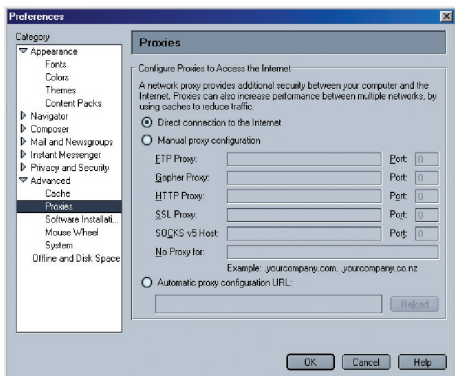 Preferences
Category
Appearance
Fonts
Colors
Themes
Content Packs
Navigator
Composer
Mail and Newsgroups
Instant Messenger
Privacy and Security
Advanced
Cache
Proxies
Software Installati...
Mouse Wheel
System
Offline and Disk Space
Proxies
Configure Proxies to Access the Internet
A network proxy provides additional security between your computer and the
Internet. Proxies can also increase performance between multiple networks, by
using caches to reduce traffic.
Direct connection to the Internet
Manual proxy configuration
FTP Proxy: Port: 0
Gopher Proxy: Port: 0
HTTP Proxy: Port: 0
SSL Proxy: Port: 0
SOCKS v5 Host: Port: 0
No Proxy for:
Example: .yourcompany.com, .yourcompany.co.nz
Automatic proxy configuration URL:
Reload
OK Cancel Help